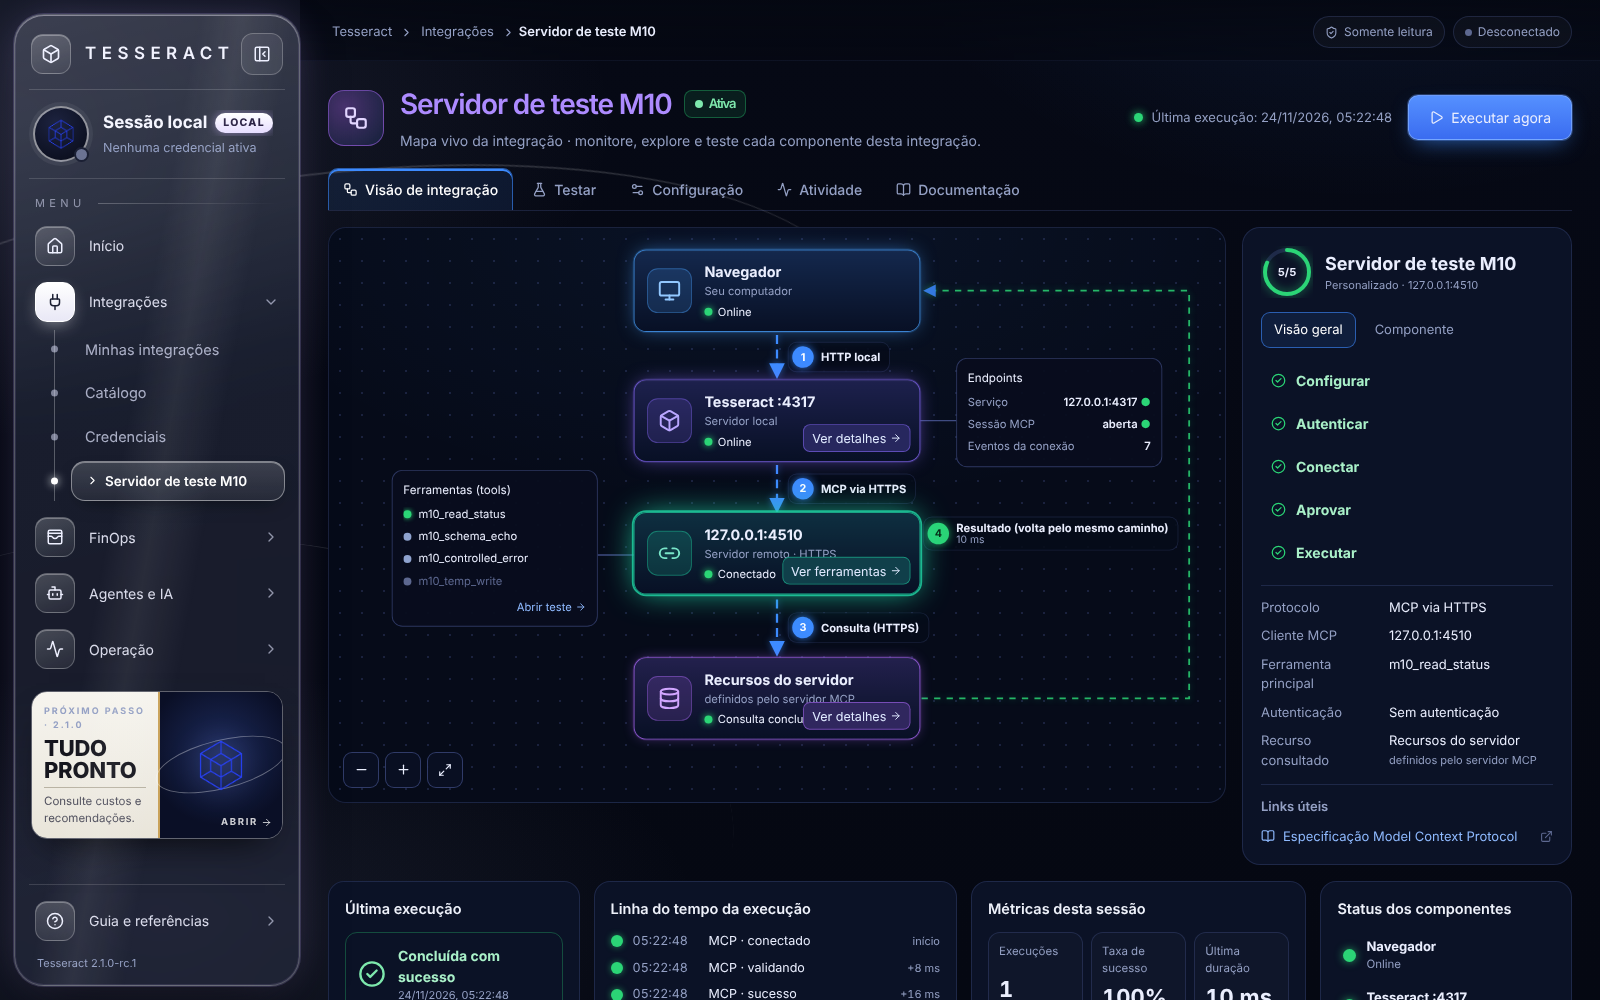 TESSERACT
Sessão local LOCAL
Nenhuma credencial ativa
MENU
Início
Integrações
Minhas integrações
Catálogo
Credenciais
Servidor de teste M10
FinOps
Agentes e IA
Operação
PRÓXIMO PASSO
· 2.1.0
TUDO
PRONTO
Consulte custos e
recomendações.
ABRIR →
Guia e referências
Tesseract 2.1.0-rc.1
Tesseract > Integrações > Servidor de teste M10
Somente leitura
Desconectado
Servidor de teste M10
Ativa
Mapa vivo da integração · monitore, explore e teste cada componente desta integração.
Última execução: 24/11/2026, 05:22:48
Executar agora
Visão de integração
Testar
Configuração
Atividade
Documentação
Navegador
Seu computador
Online
1 HTTP local
Tesseract :4317
Servidor local
Online
Ver detalhes →
Endpoints
Serviço 127.0.0.1:4317
Sessão MCP aberta
Eventos da conexão 7
2 MCP via HTTPS
Ferramentas (tools)
m10_read_status
m10_schema_echo
m10_controlled_error
m10_temp_write
Abrir teste →
127.0.0.1:4510
Servidor remoto · HTTPS
Conectado
Ver ferramentas →
4 Resultado (volta pelo mesmo caminho)
10 ms
3 Consulta (HTTPS)
Recursos do servidor
definidos pelo servidor MCP
Consulta conclu
Ver detalhes →
− +
5/5
Servidor de teste M10
Personalizado · 127.0.0.1:4510
Visão geral
Componente
Configurar
Autenticar
Conectar
Aprovar
Executar
Protocolo MCP via HTTPS
Cliente MCP 127.0.0.1:4510
Ferramenta principal m10_read_status
Autenticação Sem autenticação
Recurso consultado Recursos do servidor
definidos pelo servidor MCP
Links úteis
Especificação Model Context Protocol
Última execução
Concluída com
sucesso
24/11/2026, 05:22:48
Linha do tempo da execução
05:22:48 MCP · conectado início
05:22:48 MCP · validando +8 ms
05:22:48 MCP · sucesso +16 ms
Métricas desta sessão
Execuções
1
Taxa de
sucesso
100%
Última
duração
10 ms
Status dos componentes
Navegador
Online
Tesseract :4317